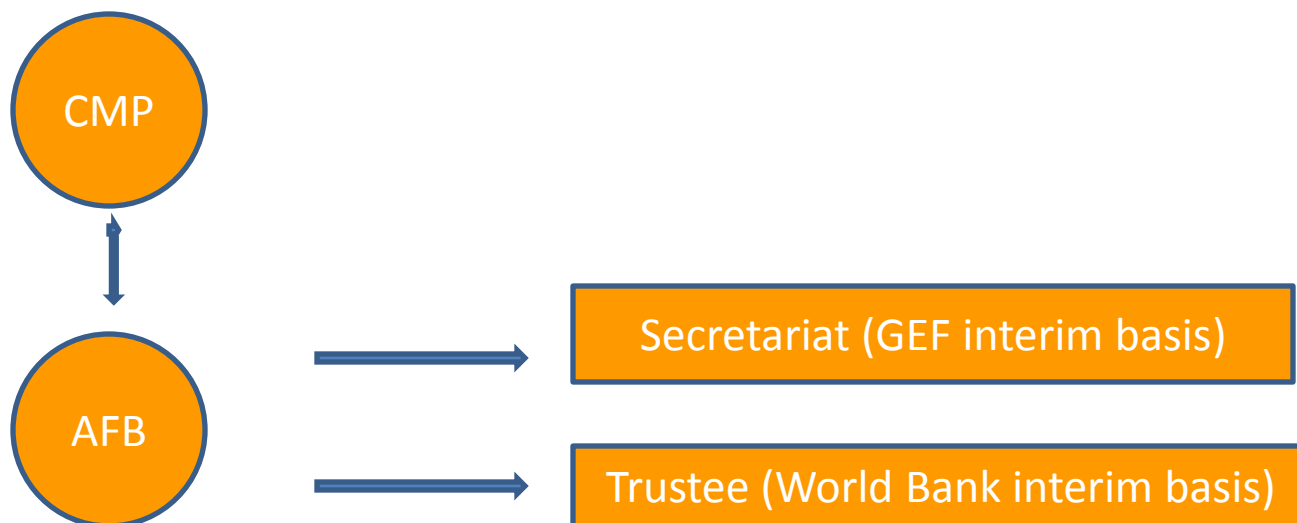 CMP
Secretariat (GEF interim basis)
AFB
Trustee (World Bank interim basis)